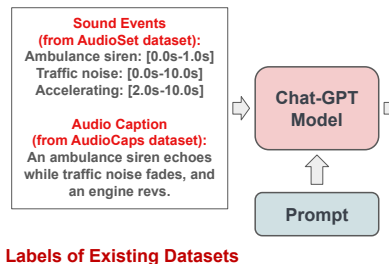 Sound Events
(from AudioSet dataset):
Ambulance siren: [0.0s-1.0s]
Traffic noise: [0.0s-10.0s]
Accelerating: [2.0s-10.0s]
Audio Caption
(from AudioCaps dataset):
An ambulance siren echoes
while traffic noise fades, and
an engine revs.
Chat-GPT
Model
Prompt
Labels of Existing Datasets